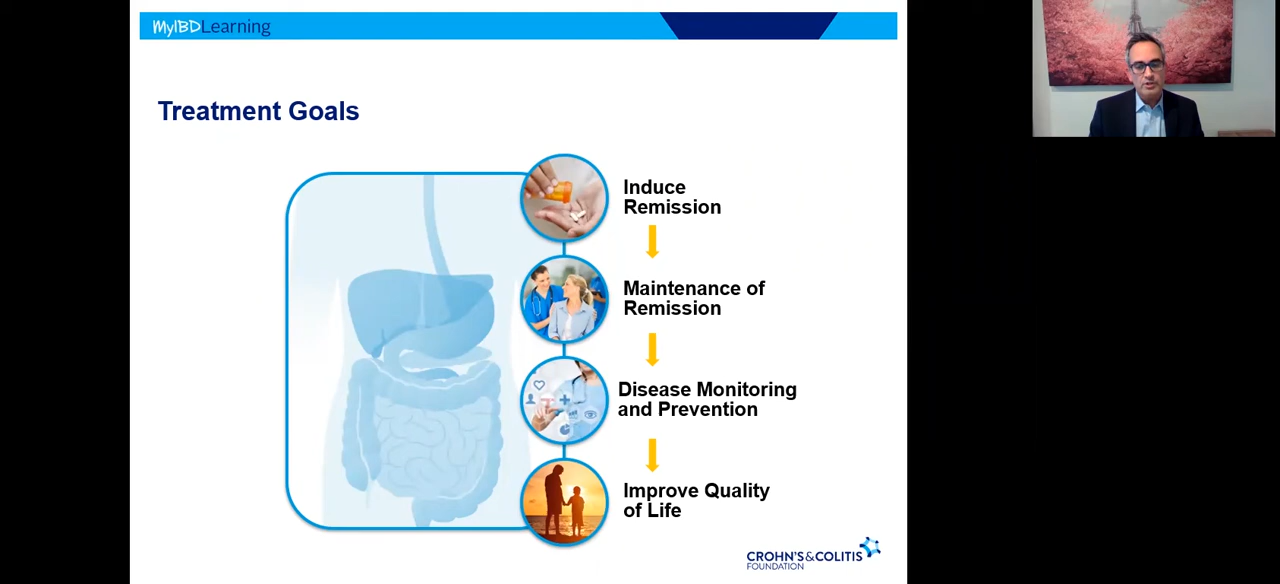 MyIBDLearning
Treatment Goals
Induce
Remission
Maintenance of
Remission
Disease Monitoring
and Prevention
Improve Quality
of Life
CROHN'S & COLITIS
FOUNDATION